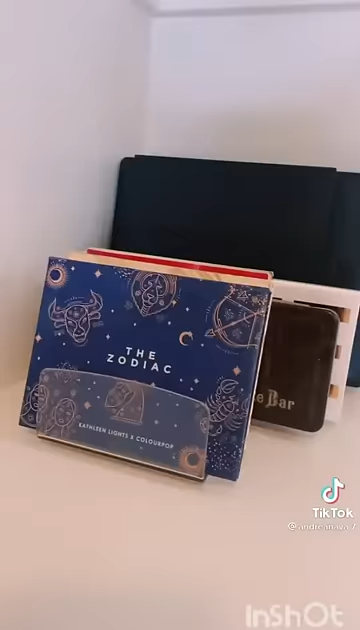 THE
ZODIAC
KATHLEEN LIGHTS X COLOURPOP
e Bar
TikTok
InShOt